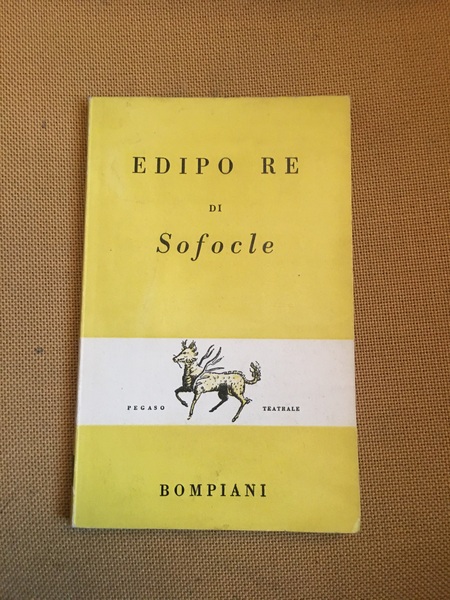 EDIPO RE
DI
Sofocle
PEGASO TEATRALE
BOMPIANI